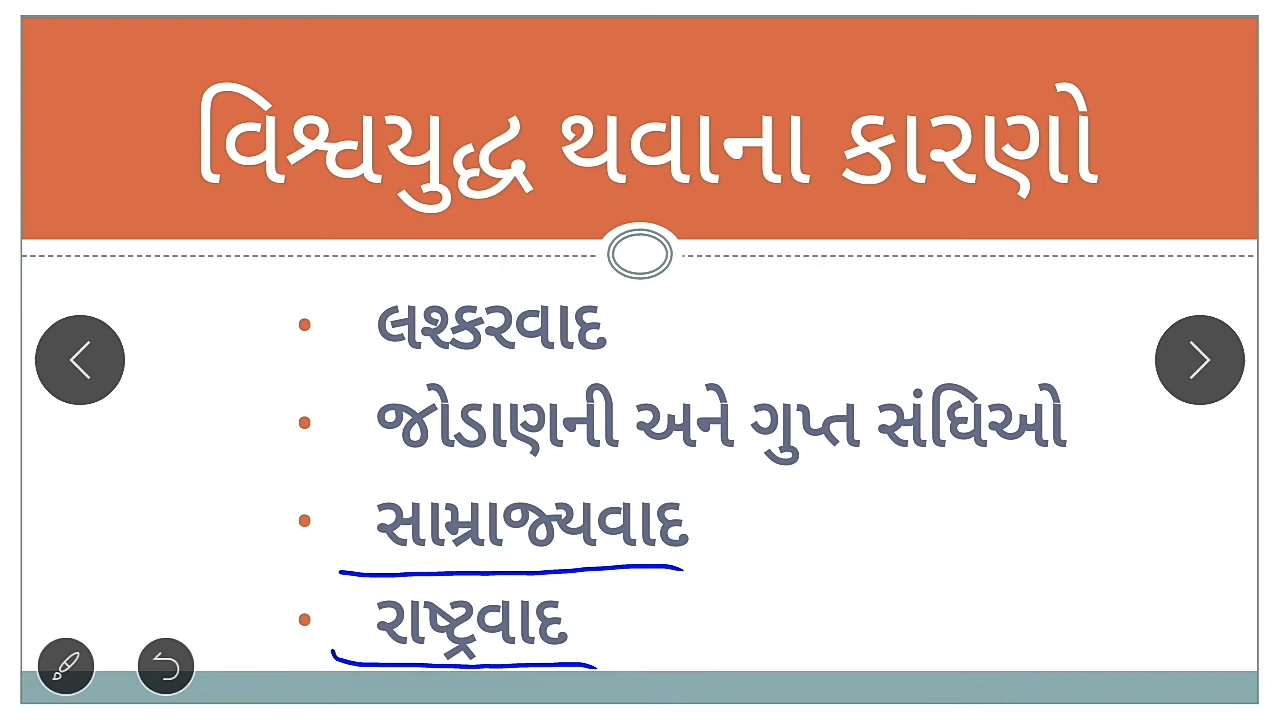 વિશ્વયુદ્ધ થવાના કારણો
• લશ્કરવાદ
• જોડાણની અને ગુપ્ત સંધિઓ
• સામ્રાજ્યવાદ
• રાષ્ટ્રવાદ